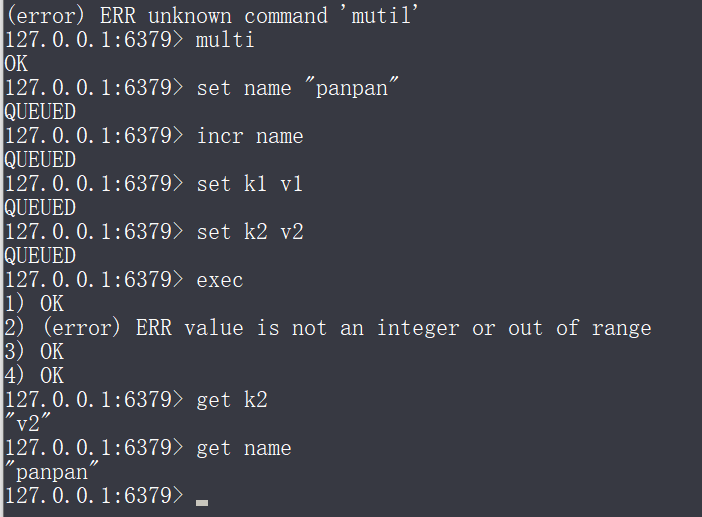 (error) ERR unknown command 'mutil'
127.0.0.1:6379> multi
OK
127.0.0.1:6379> set name "panpan"
QUEUED
127.0.0.1:6379> incr name
QUEUED
127.0.0.1:6379> set k1 v1
QUEUED
127.0.0.1:6379> set k2 v2
QUEUED
127.0.0.1:6379> exec
1) OK
2) (error) ERR value is not an integer or out of range
3) OK
4) OK
127.0.0.1:6379> get k2
"v2"
127.0.0.1:6379> get name
"panpan"
127.0.0.1:6379>